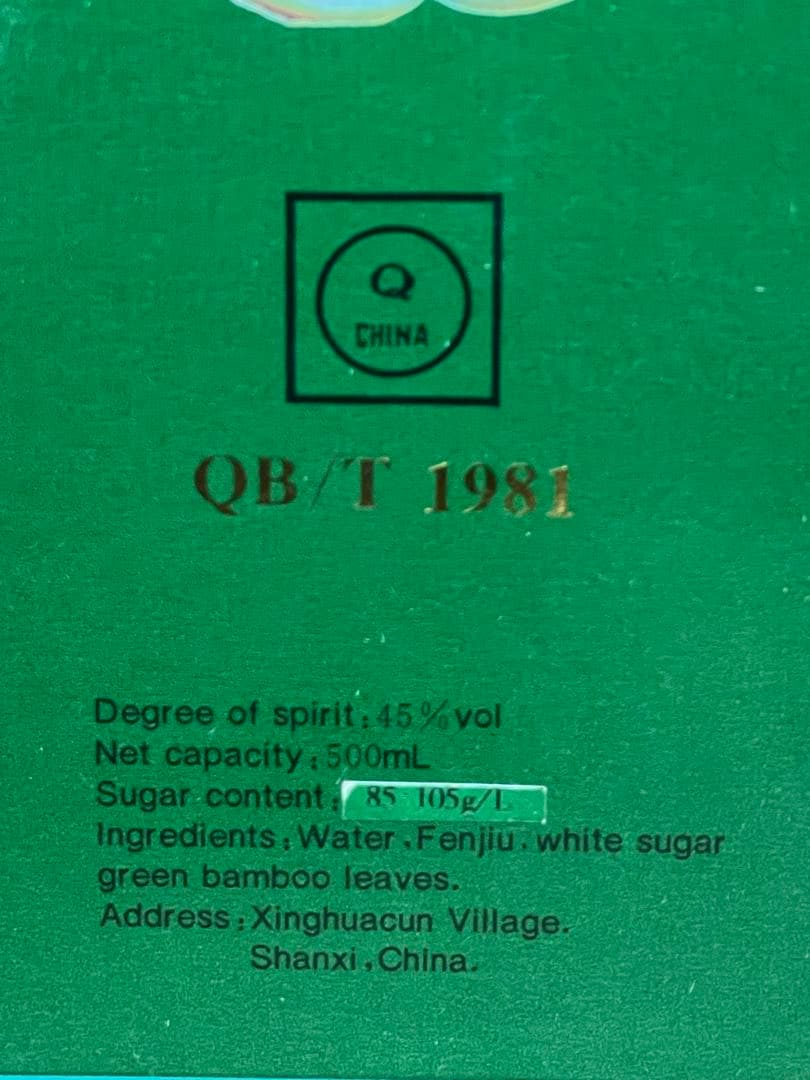 Q
CHINA
QB/T 1981
Degree of spirit:45%vol
Net capacity:500mL
Sugar content: 85 105g/L
Ingredients:Water,Fenjiu,white sugar
green bamboo leaves.
Address:Xinghuacun Village.
Shanxi,China.